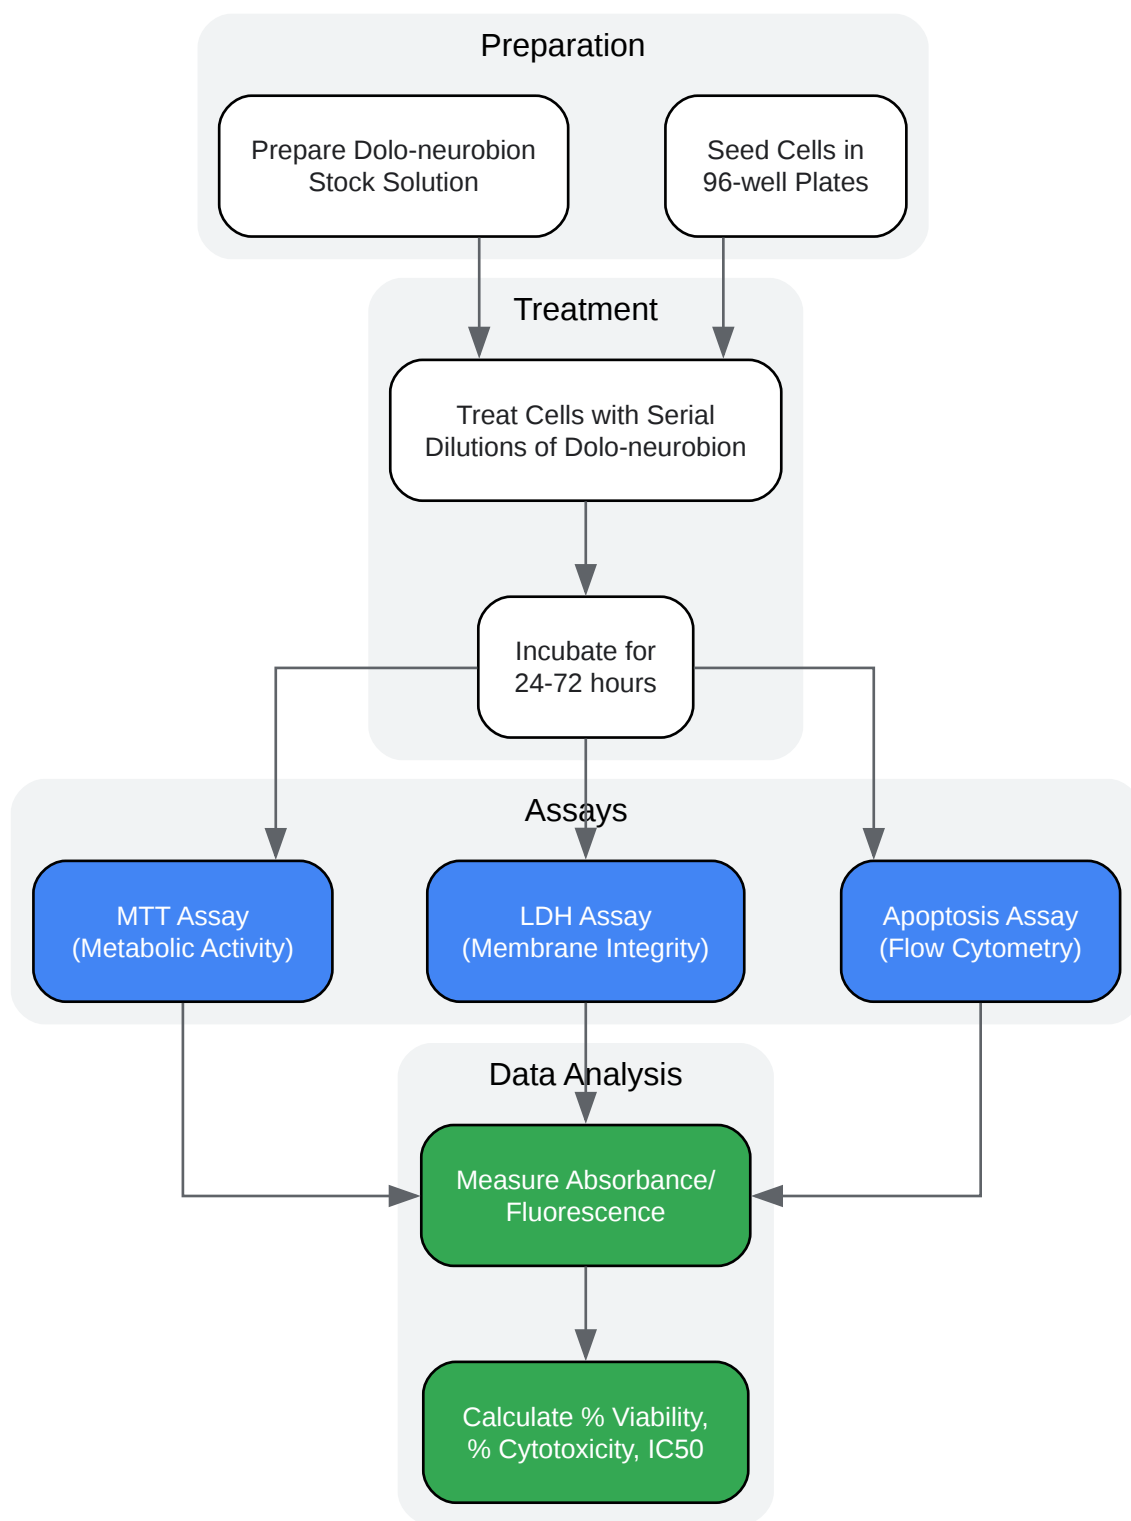 Preparation
Prepare Dolo-neurobion
Stock Solution
Seed Cells in
96-well Plates
Treatment
Treat Cells with Serial
Dilutions of Dolo-neurobion
Incubate for
24-72 hours
Assays
MTT Assay
(Metabolic Activity)
LDH Assay
(Membrane Integrity)
Apoptosis Assay
(Flow Cytometry)
Data Analysis
Measure Absorbance/
Fluorescence
Calculate % Viability,
% Cytotoxicity, IC50